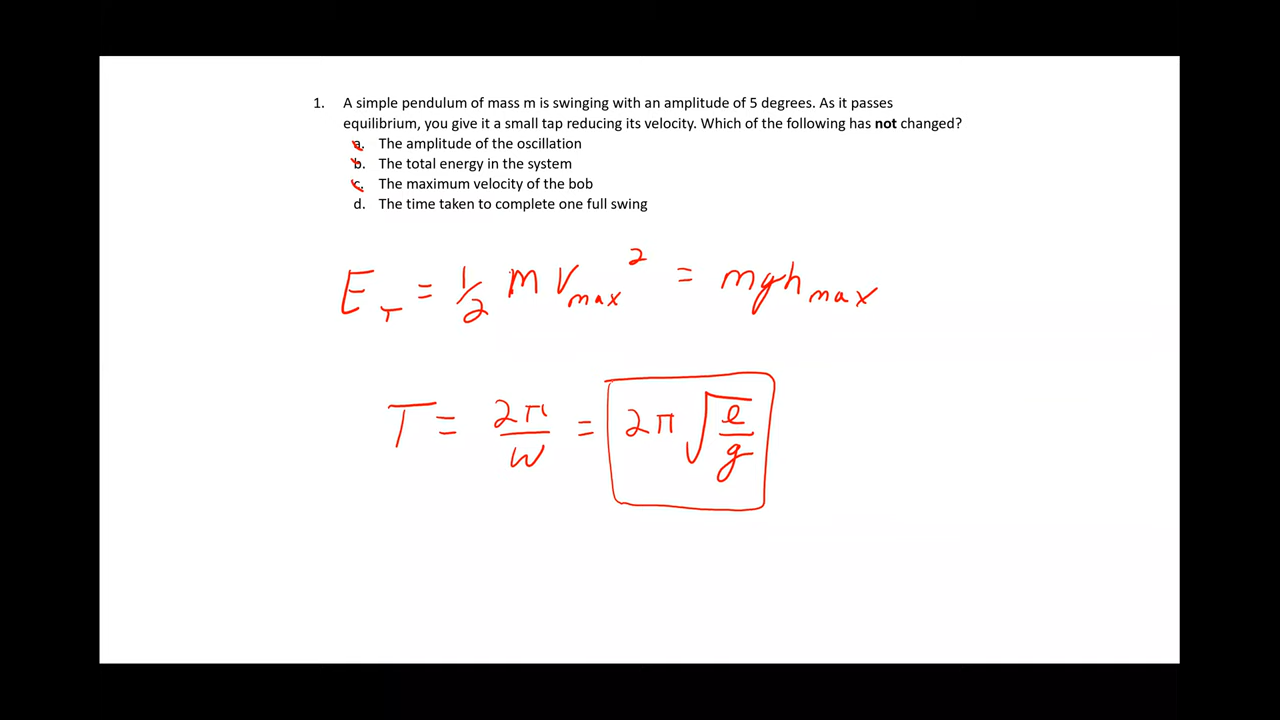 1. A simple pendulum of mass m is swinging with an amplitude of 5 degrees. As it passes
equilibrium, you give it a small tap reducing its velocity. Which of the following has not changed?
a. The amplitude of the oscillation
b. The total energy in the system
c. The maximum velocity of the bob
d. The time taken to complete one full swing
E_T = 1/2 m v_max^2 = mgh_max
T = 2π/ω = 2π √(ℓ/g)